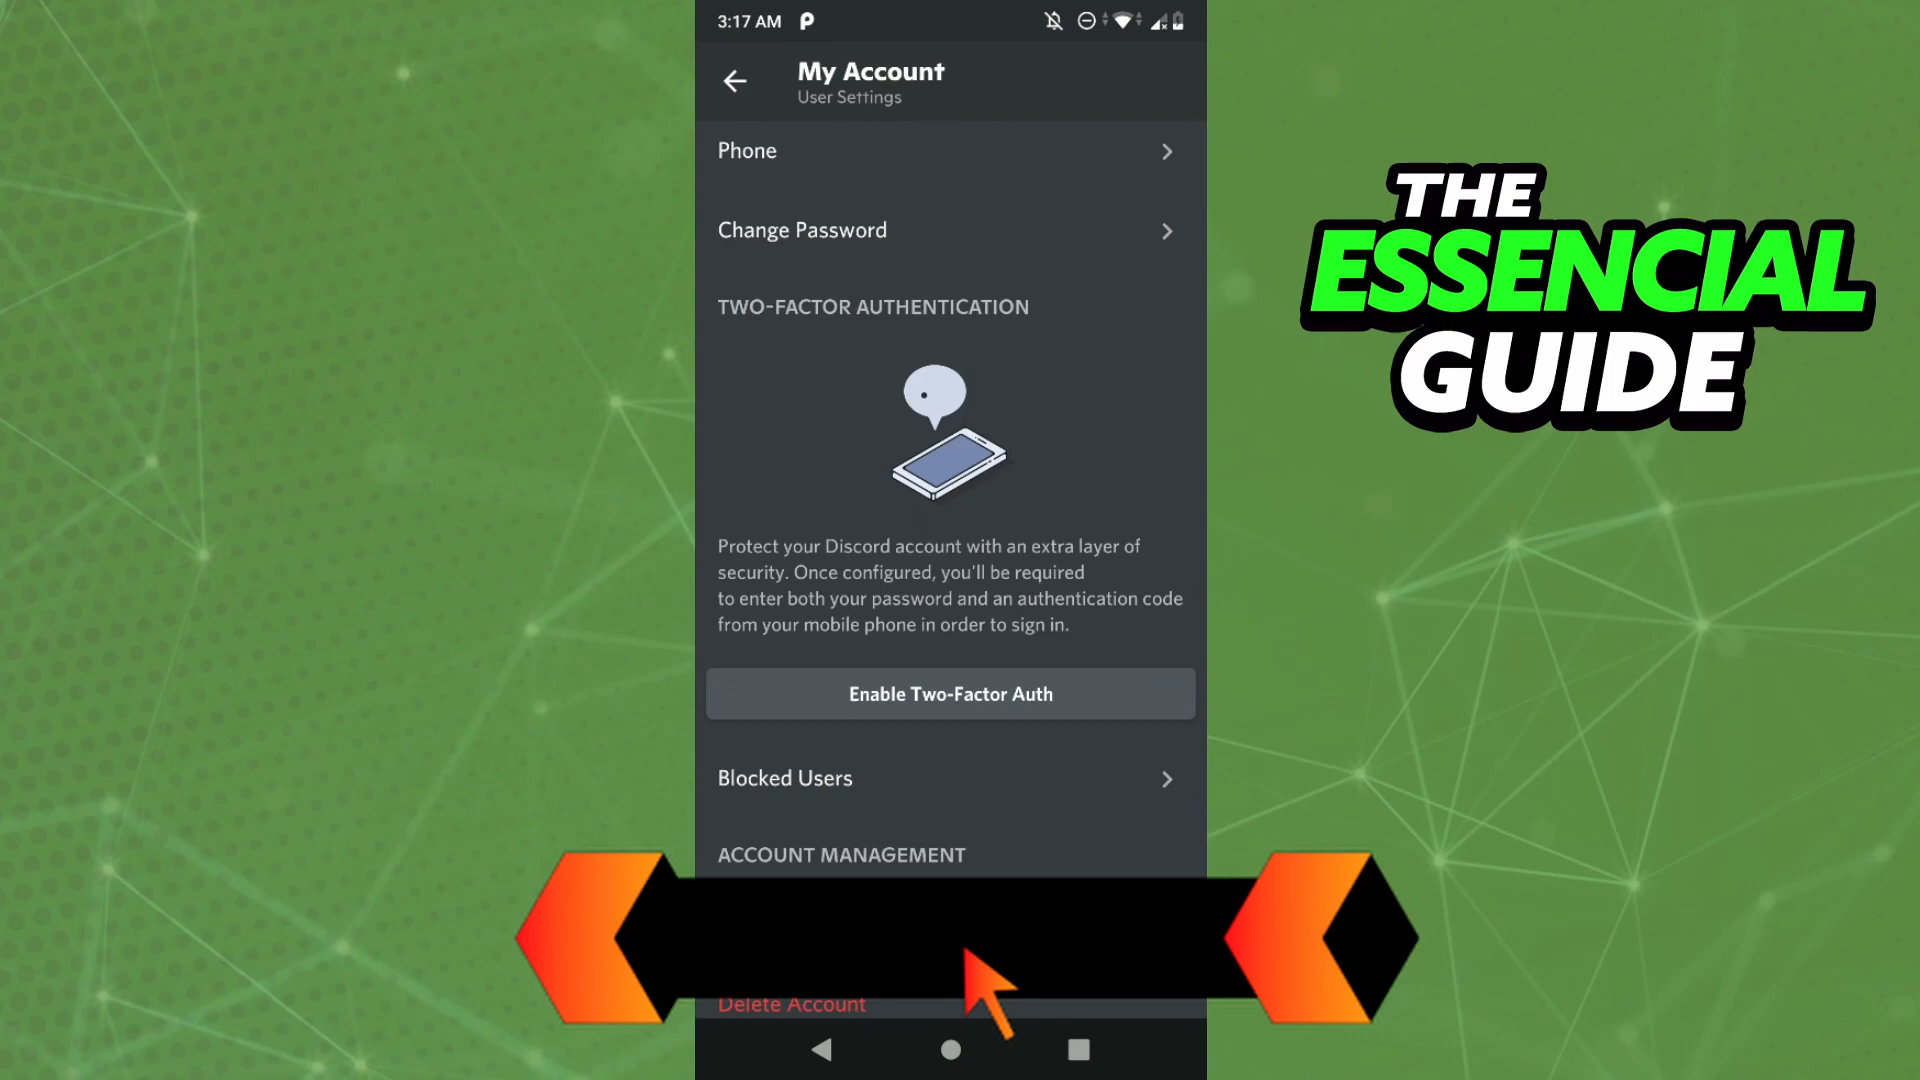 3:17 AM
My Account
User Settings
Phone
Change Password
TWO-FACTOR AUTHENTICATION
Protect your Discord account with an extra layer of
security. Once configured, you'll be required
to enter both your password and an authentication code
from your mobile phone in order to sign in.
Enable Two-Factor Auth
Blocked Users
ACCOUNT MANAGEMENT
Delete Account
THE
ESSENCIAL
GUIDE